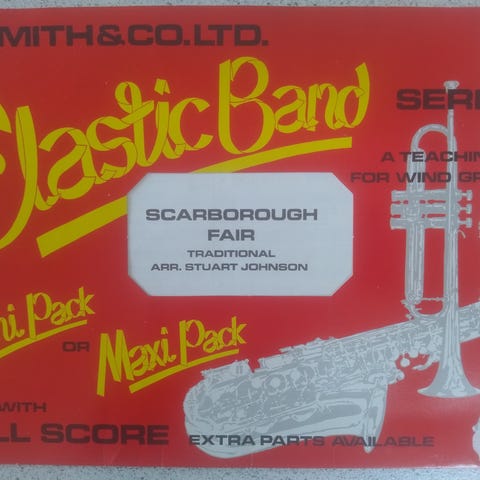 MITH & CO. LTD.
Elastic Band
SERI
A TEACHIN
FOR WIND GR
SCARBOROUGH
FAIR
TRADITIONAL
ARR. STUART JOHNSON
ni Pack
OR
Maxi Pack
WITH
LL SCORE EXTRA PARTS AVAILABLE